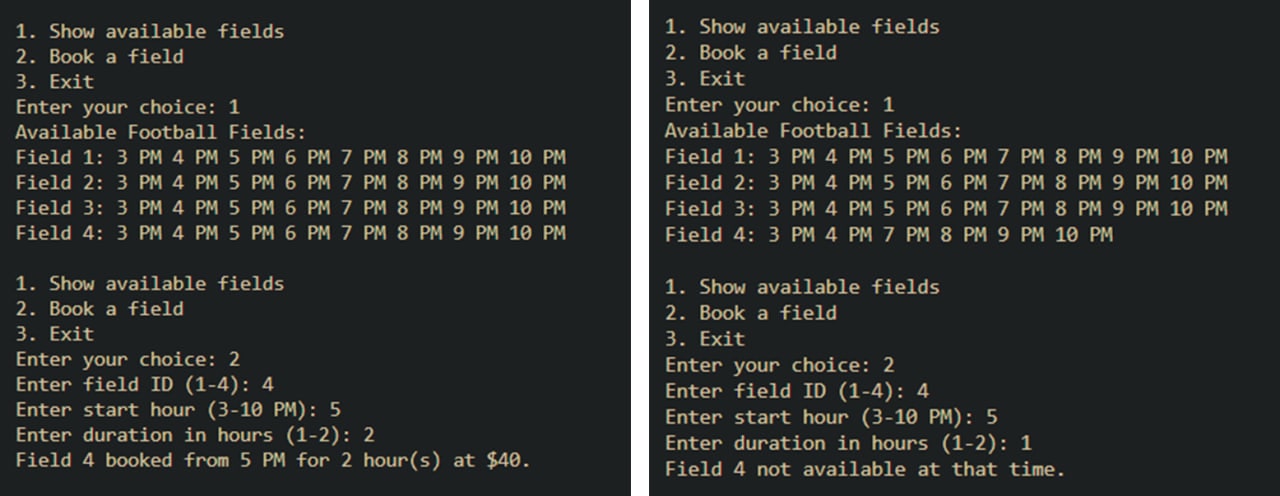 1. Show available fields
2. Book a field
3. Exit
Enter your choice: 1
Available Football Fields:
Field 1: 3 PM 4 PM 5 PM 6 PM 7 PM 8 PM 9 PM 10 PM
Field 2: 3 PM 4 PM 5 PM 6 PM 7 PM 8 PM 9 PM 10 PM
Field 3: 3 PM 4 PM 5 PM 6 PM 7 PM 8 PM 9 PM 10 PM
Field 4: 3 PM 4 PM 5 PM 6 PM 7 PM 8 PM 9 PM 10 PM
1. Show available fields
2. Book a field
3. Exit
Enter your choice: 2
Enter field ID (1-4): 4
Enter start hour (3-10 PM): 5
Enter duration in hours (1-2): 2
Field 4 booked from 5 PM for 2 hour(s) at $40.
1. Show available fields
2. Book a field
3. Exit
Enter your choice: 1
Available Football Fields:
Field 1: 3 PM 4 PM 5 PM 6 PM 7 PM 8 PM 9 PM 10 PM
Field 2: 3 PM 4 PM 5 PM 6 PM 7 PM 8 PM 9 PM 10 PM
Field 3: 3 PM 4 PM 5 PM 6 PM 7 PM 8 PM 9 PM 10 PM
Field 4: 3 PM 4 PM 7 PM 8 PM 9 PM 10 PM
1. Show available fields
2. Book a field
3. Exit
Enter your choice: 2
Enter field ID (1-4): 4
Enter start hour (3-10 PM): 5
Enter duration in hours (1-2): 1
Field 4 not available at that time.